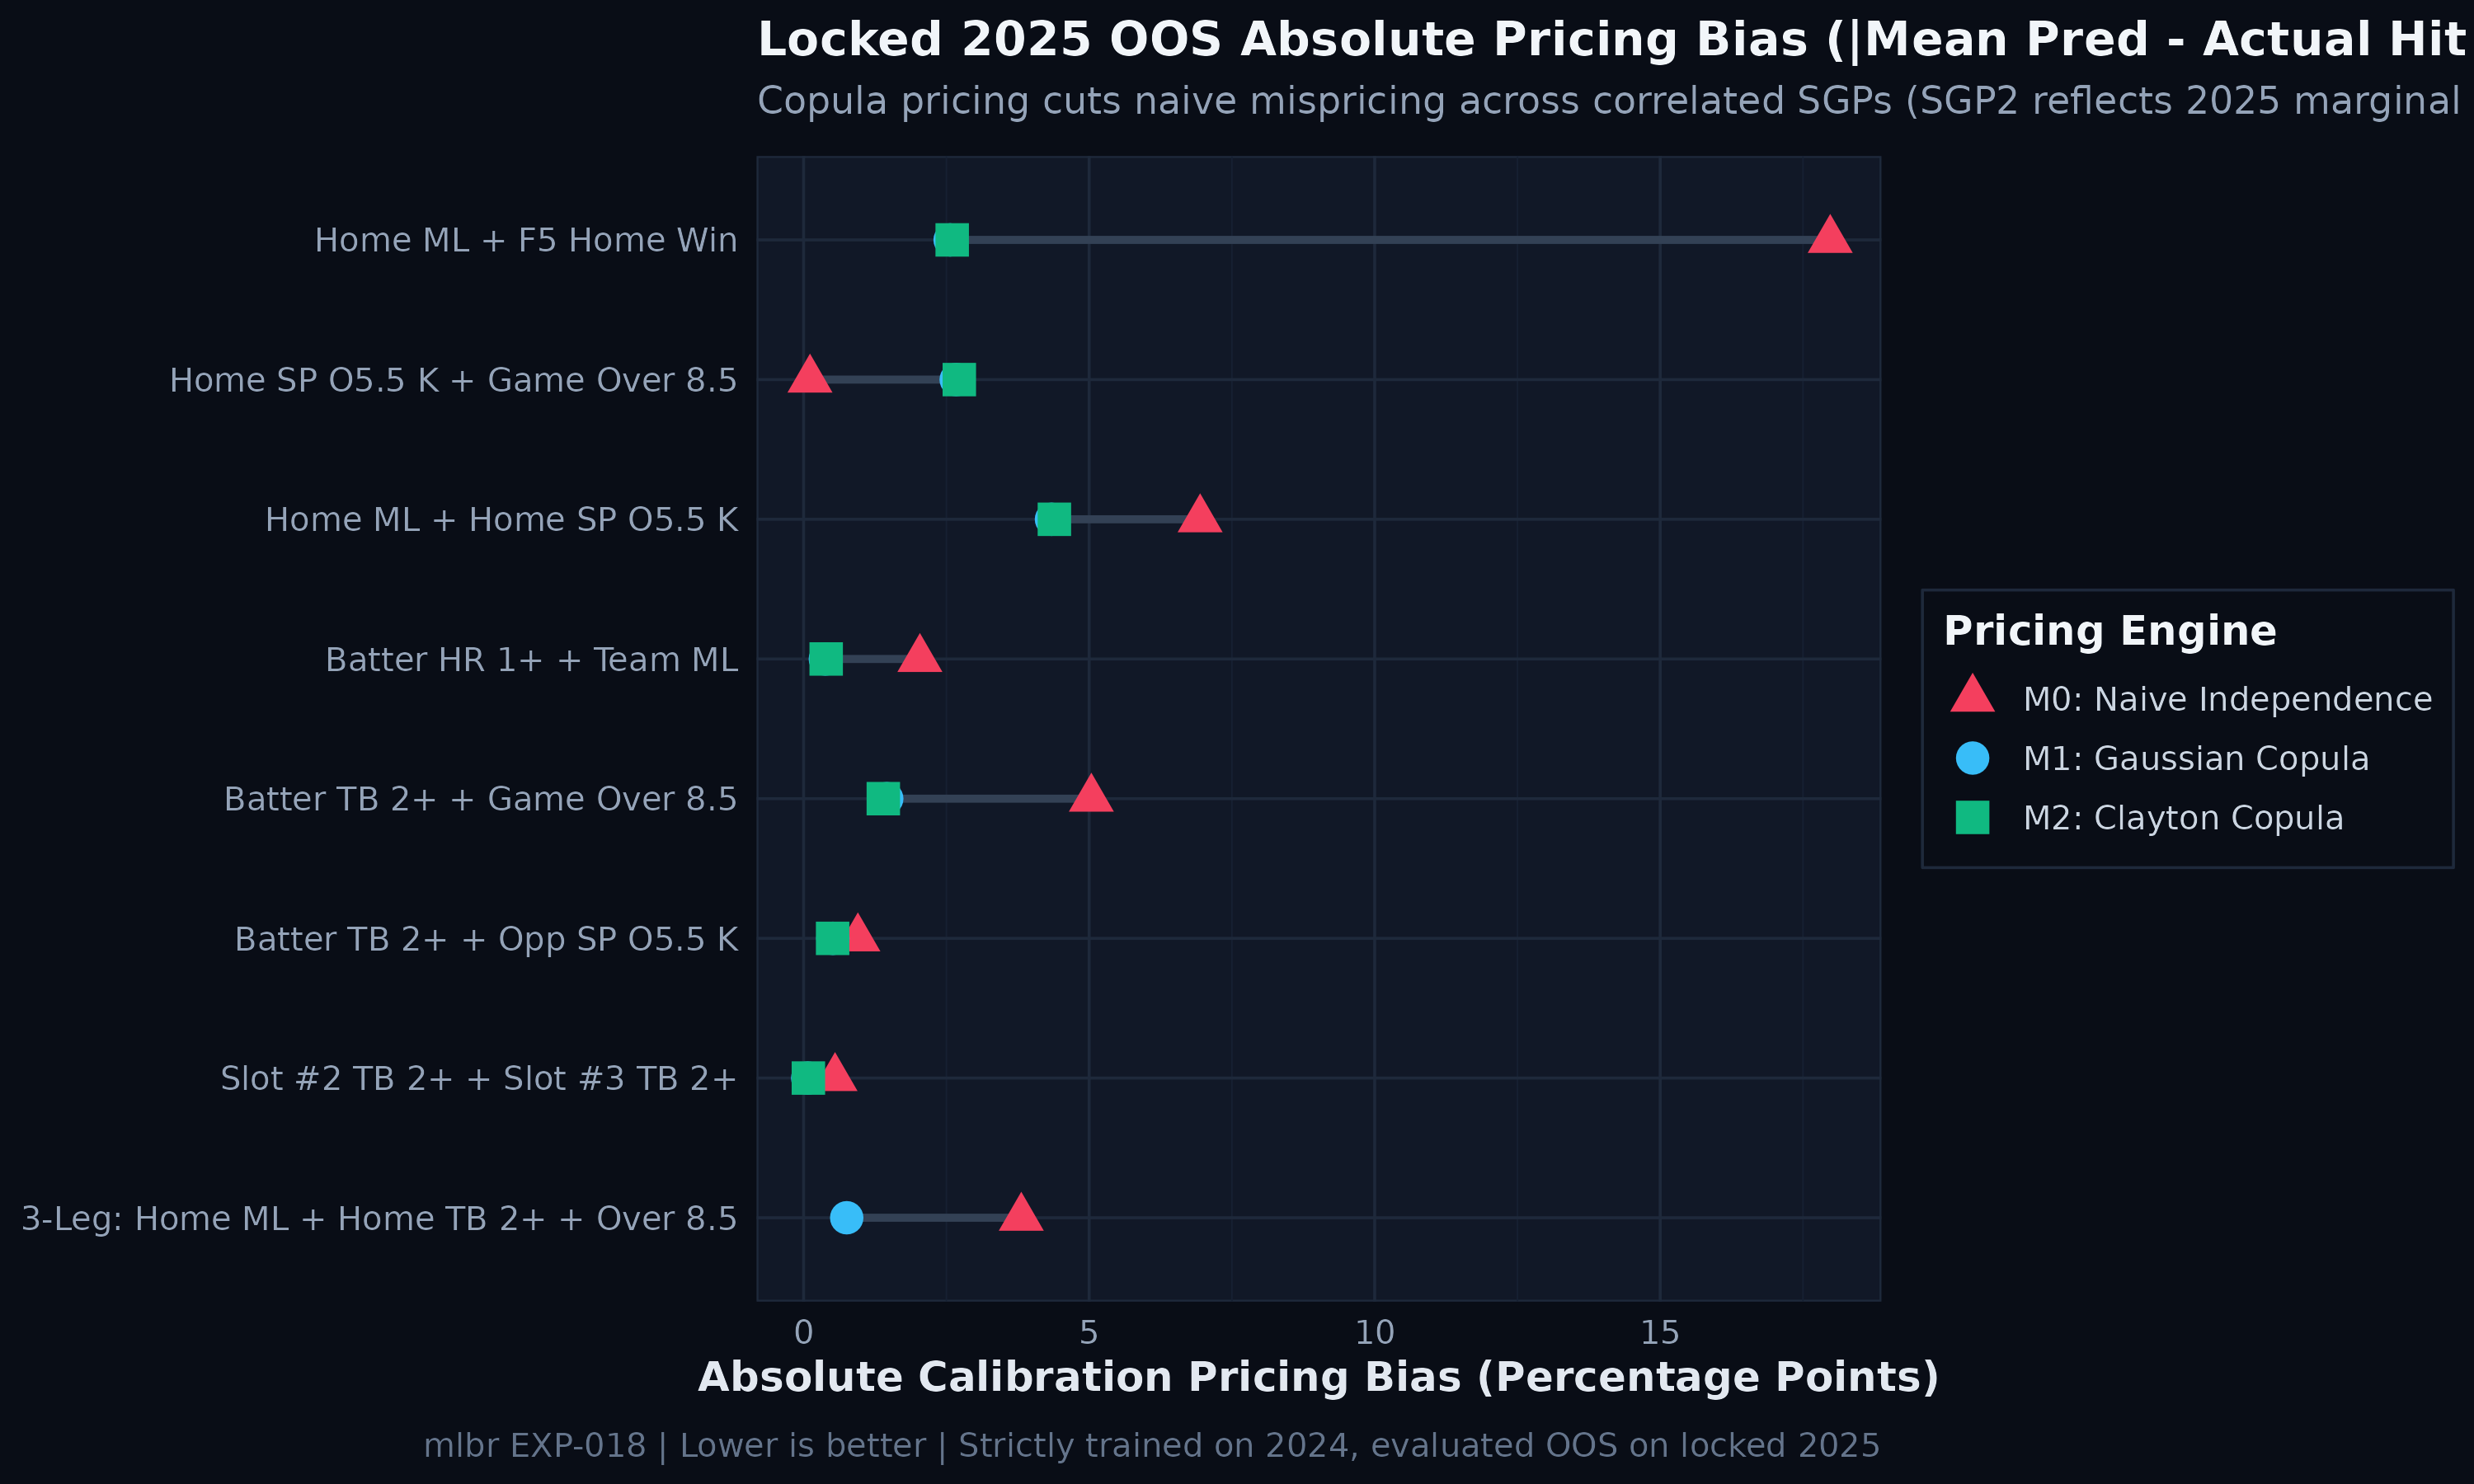 Locked 2025 OOS Absolute Pricing Bias (|Mean Pred - Actual Hit
Copula pricing cuts naive mispricing across correlated SGPs (SGP2 reflects 2025 marginal
Home ML + F5 Home Win
Home SP O5.5 K + Game Over 8.5
Home ML + Home SP O5.5 K
Batter HR 1+ + Team ML
Batter TB 2+ + Game Over 8.5
Batter TB 2+ + Opp SP O5.5 K
Slot #2 TB 2+ + Slot #3 TB 2+
3-Leg: Home ML + Home TB 2+ + Over 8.5
Pricing Engine
M0: Naive Independence
M1: Gaussian Copula
M2: Clayton Copula
0 5 10 15
Absolute Calibration Pricing Bias (Percentage Points)
mlbr EXP-018 | Lower is better | Strictly trained on 2024, evaluated OOS on locked 2025